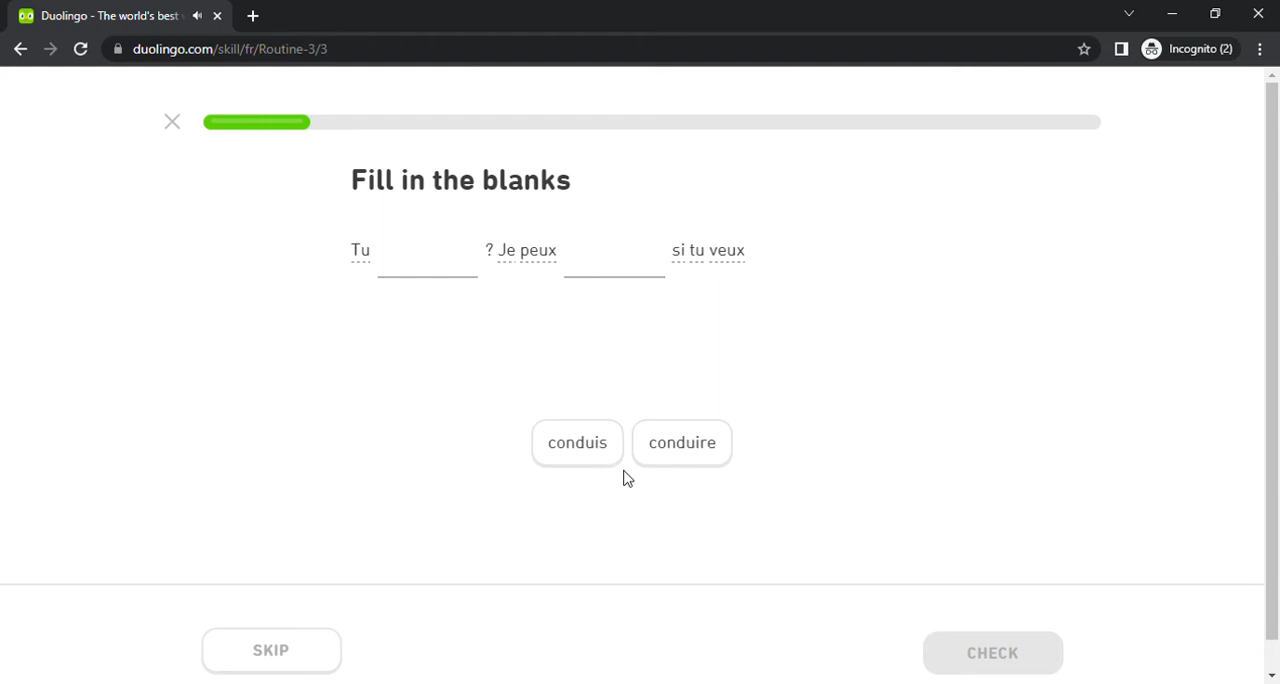 Duolingo - The world's best
duolingo.com/skill/fr/Routine-3/3
Incognito (2)
Fill in the blanks
Tu ? Je peux si tu veux
conduis conduire
SKIP CHECK